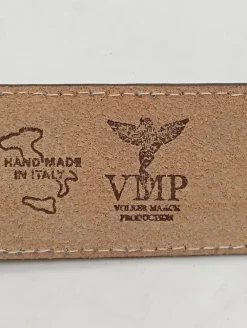 HAND MADE
IN ITALY
VMP
VOLKER MAACK
PRODUCTION